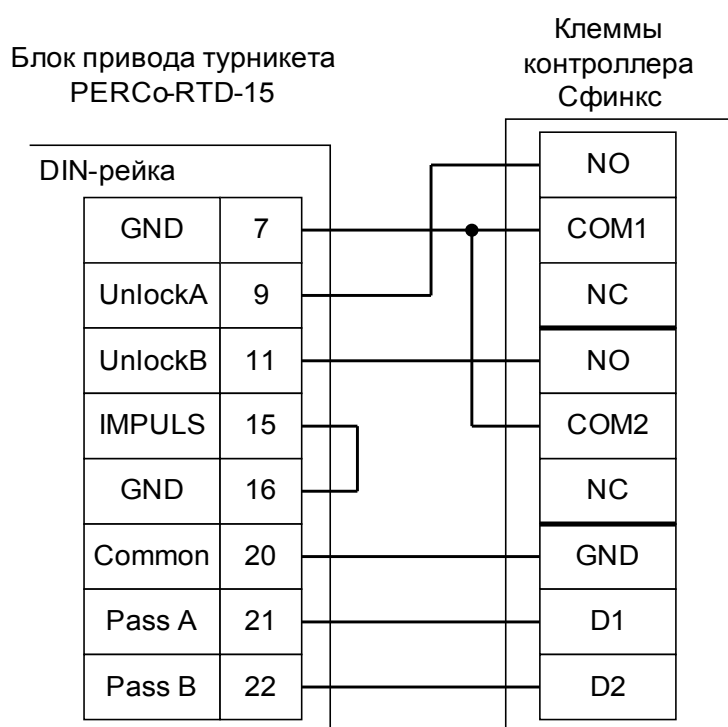 Блок привода турникета
PERCo-RTD-15
Клеммы
контроллера
Сфинкс
DIN-рейка
GND 7
UnlockA 9
UnlockB 11
IMPULS 15
GND 16
Common 20
Pass A 21
Pass B 22
NO
COM1
NC
NO
COM2
NC
GND
D1
D2